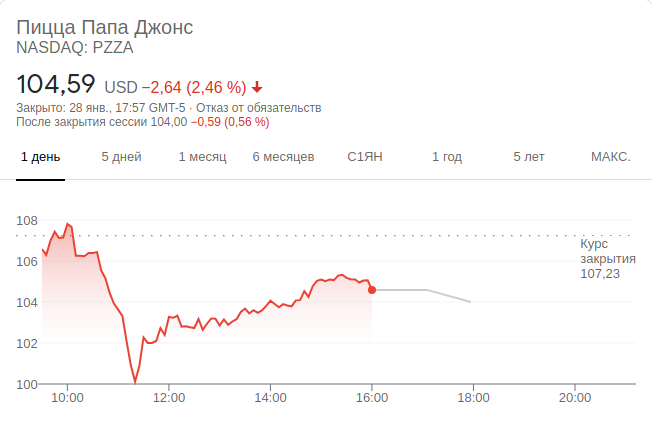 Пицца Папа Джонс
NASDAQ: PZZA
104,59 USD −2,64 (2,46 %)
Закрыто: 28 янв., 17:57 GMT-5 · Отказ от обязательств
После закрытия сессии 104,00 −0,59 (0,56 %)
1 день 5 дней 1 месяц 6 месяцев С1ЯН 1 год 5 лет МАКС.
108
Курс
закрытия
107,23
106
104
102
100
10:00 12:00 14:00 16:00 18:00 20:00